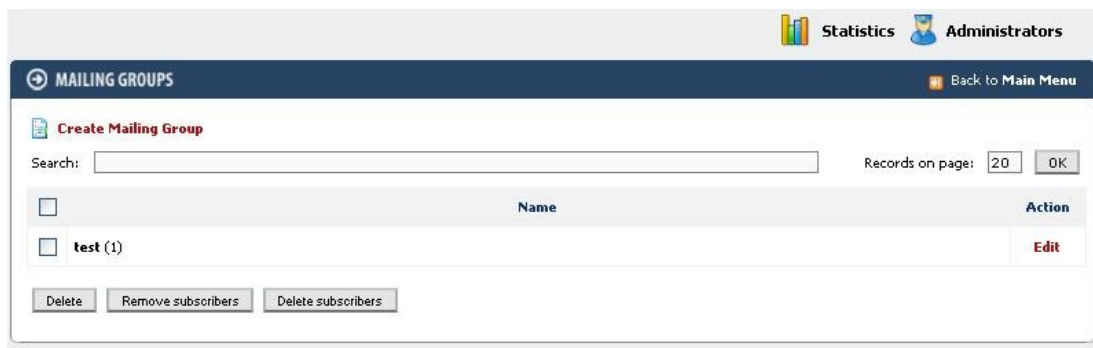 Statistics Administrators
MAILING GROUPS Back to Main Menu
Create Mailing Group
Search: Records on page: 20 OK
Name Action
test (1) Edit
Delete Remove subscribers Delete subscribers